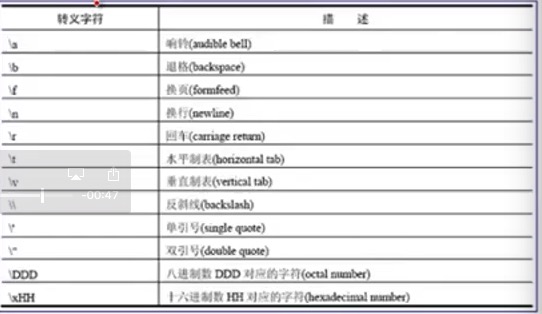 转义字符 描 述
\a 响铃(audible bell)
\b 退格(backspace)
\f 换页(formfeed)
\n 换行(newline)
\r 回车(carriage return)
\t 水平制表(horizontal tab)
\v 垂直制表(vertical tab)
\\ 反斜线(backslash)
\' 单引号(single quote)
\" 双引号(double quote)
\DDD 八进制数 DDD 对应的字符(octal number)
\xHH 十六进制数 HH 对应的字符(hexadecimal number)
-00:47